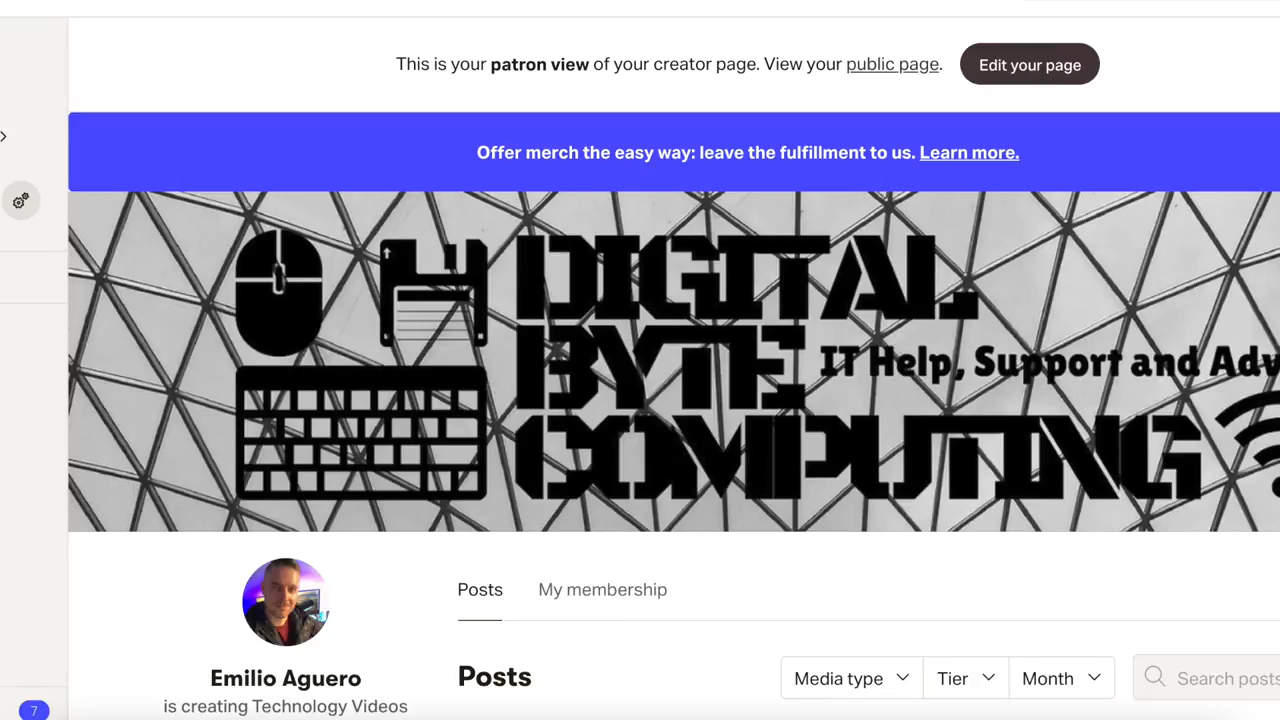 This is your patron view of your creator page. View your public page.
Edit your page
Offer merch the easy way: leave the fulfillment to us. Learn more.
DIGITAL
BYTE
IT Help, Support and
COMPUTING
Posts
My membership
Emilio Aguero
is creating Technology Videos
Posts
Media type
Tier
Month
Search posts
7